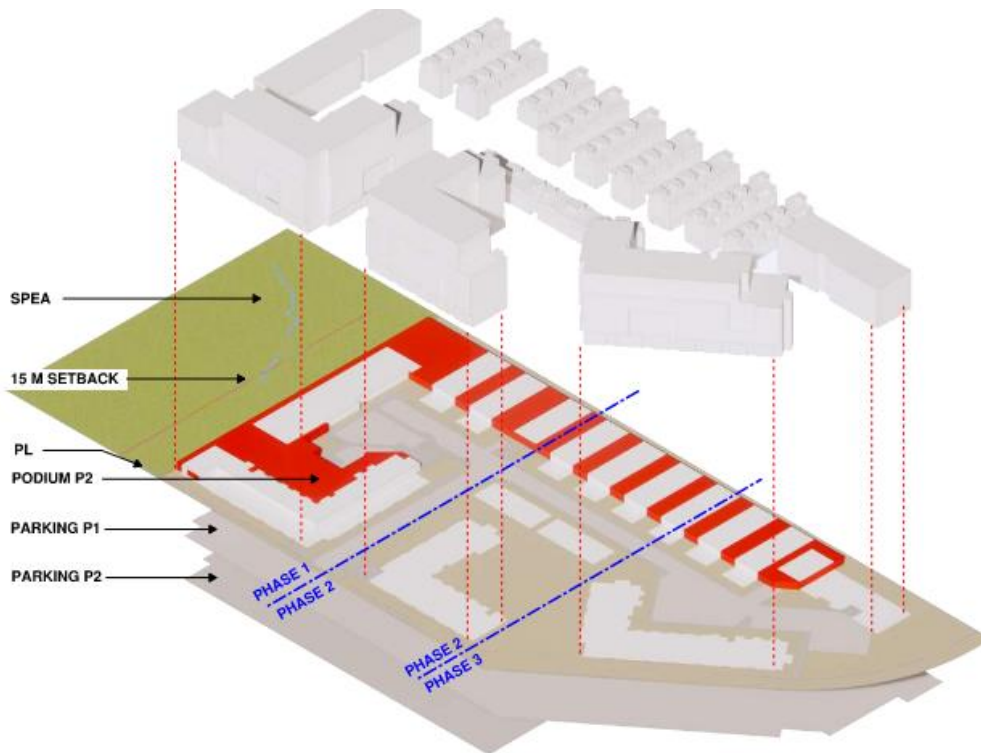 SPEA
15 M SETBACK
PL
PODIUM P2
PARKING P1
PARKING P2
PHASE 1
PHASE 2
PHASE 2
PHASE 3